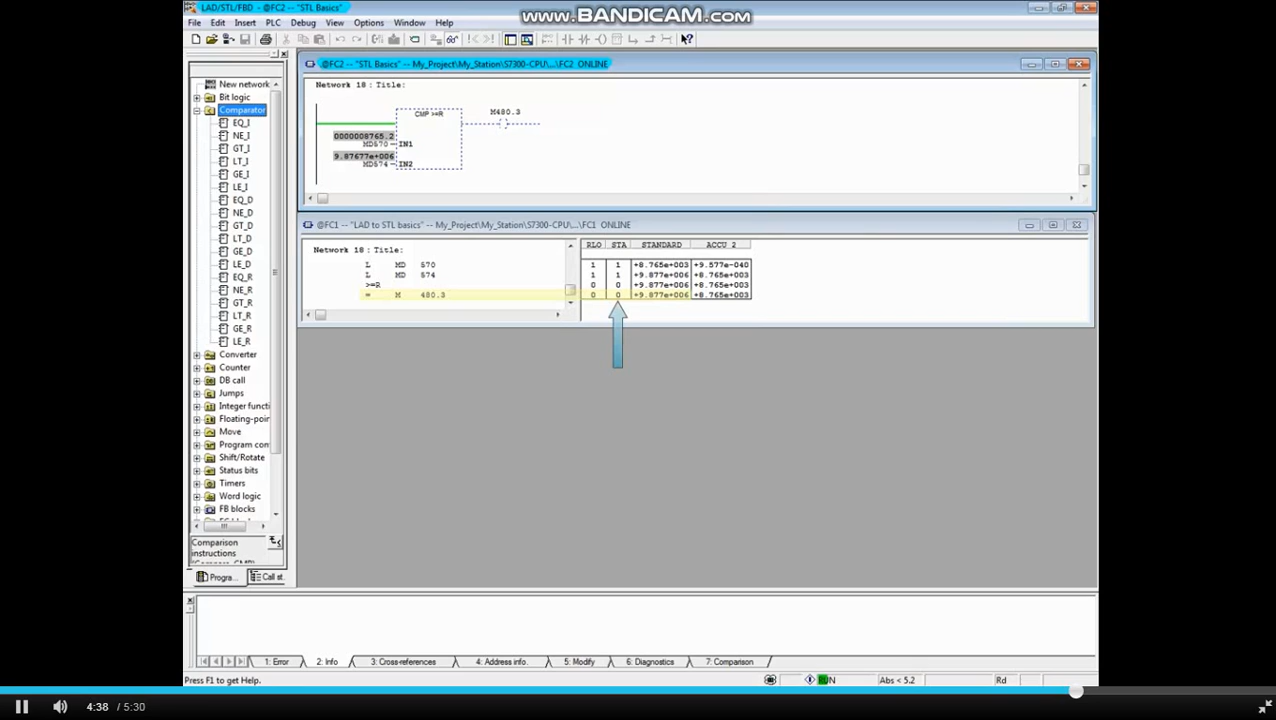 LAD/STL/FBD - @FC2 -- "STL Basics"
www.BANDICAM.com
File Edit Insert PLC Debug View Options Window Help
@FC2 -- "STL Basics" -- My_Project\My_Station\S7300-CPU\...\FC2 ONLINE
New network
Bit logic
Comparator
EQ_I
NE_I
GT_I
LT_I
GE_I
LE_I
EQ_D
NE_D
GT_D
LT_D
GE_D
LE_D
EQ_R
NE_R
GT_R
LT_R
GE_R
LE_R
Converter
Counter
DB call
Jumps
Integer functi
Floating-poir
Move
Program con
Shift/Rotate
Status bits
Timers
Word logic
FB blocks
Comparison
instructions
Progra... Call st.
Network 18 : Title:
CMP >=R
M480.3
0000008765.2
MD570 IN1
9.87677e+006
MD574 IN2
@FC1 -- "LAD to STL basics" -- My_Project\My_Station\S7300-CPU\...\FC1 ONLINE
Network 18 : Title:
RLO STA STANDARD ACCU 2
L MD 570 1 1 +8.765e+003 +9.577e-040
L MD 574 1 1 +9.877e+006 +8.765e+003
>=R 0 0 +9.877e+006 +8.765e+003
= M 480.3 0 0 +9.877e+006 +8.765e+003
1: Error 2: Info 3: Cross-references 4: Address info. 5: Modify 6: Diagnostics 7: Comparison
Press F1 to get Help. RUN Abs < 5.2 Rd
4:38 / 5:30